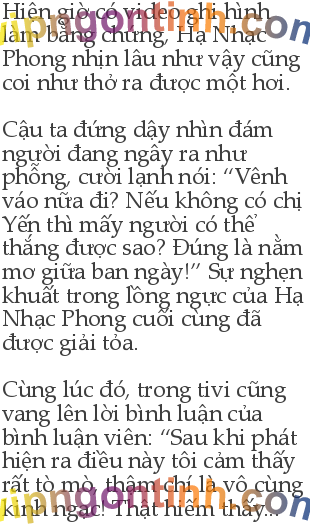 Hiện giờ có video ghi hình
làm bằng chứng, Hạ Nhạc
Phong nhịn lâu như vậy cũng
coi như thở ra được một hơi.
Cậu ta đứng dậy nhìn đám
người đang ngây ra như
phỗng, cười lạnh nói: “Vênh
váo nữa đi? Nếu không có chị
Yến thì mấy người có thể
thắng được sao? Đúng là nằm
mơ giữa ban ngày!” Sự nghẹn
khuất trong lồng ngực của Hạ
Nhạc Phong cuối cùng đã
được giải tỏa.
Cùng lúc đó, trong tivi cũng
vang lên lời bình luận của
bình luận viên: “Sau khi phát
hiện ra điều này tôi cảm thấy
rất tò mò, thậm chí là vô cùng
kinh ngạc! Thật hiếm thấy...
vipngontinh.com
vipngontinh.com